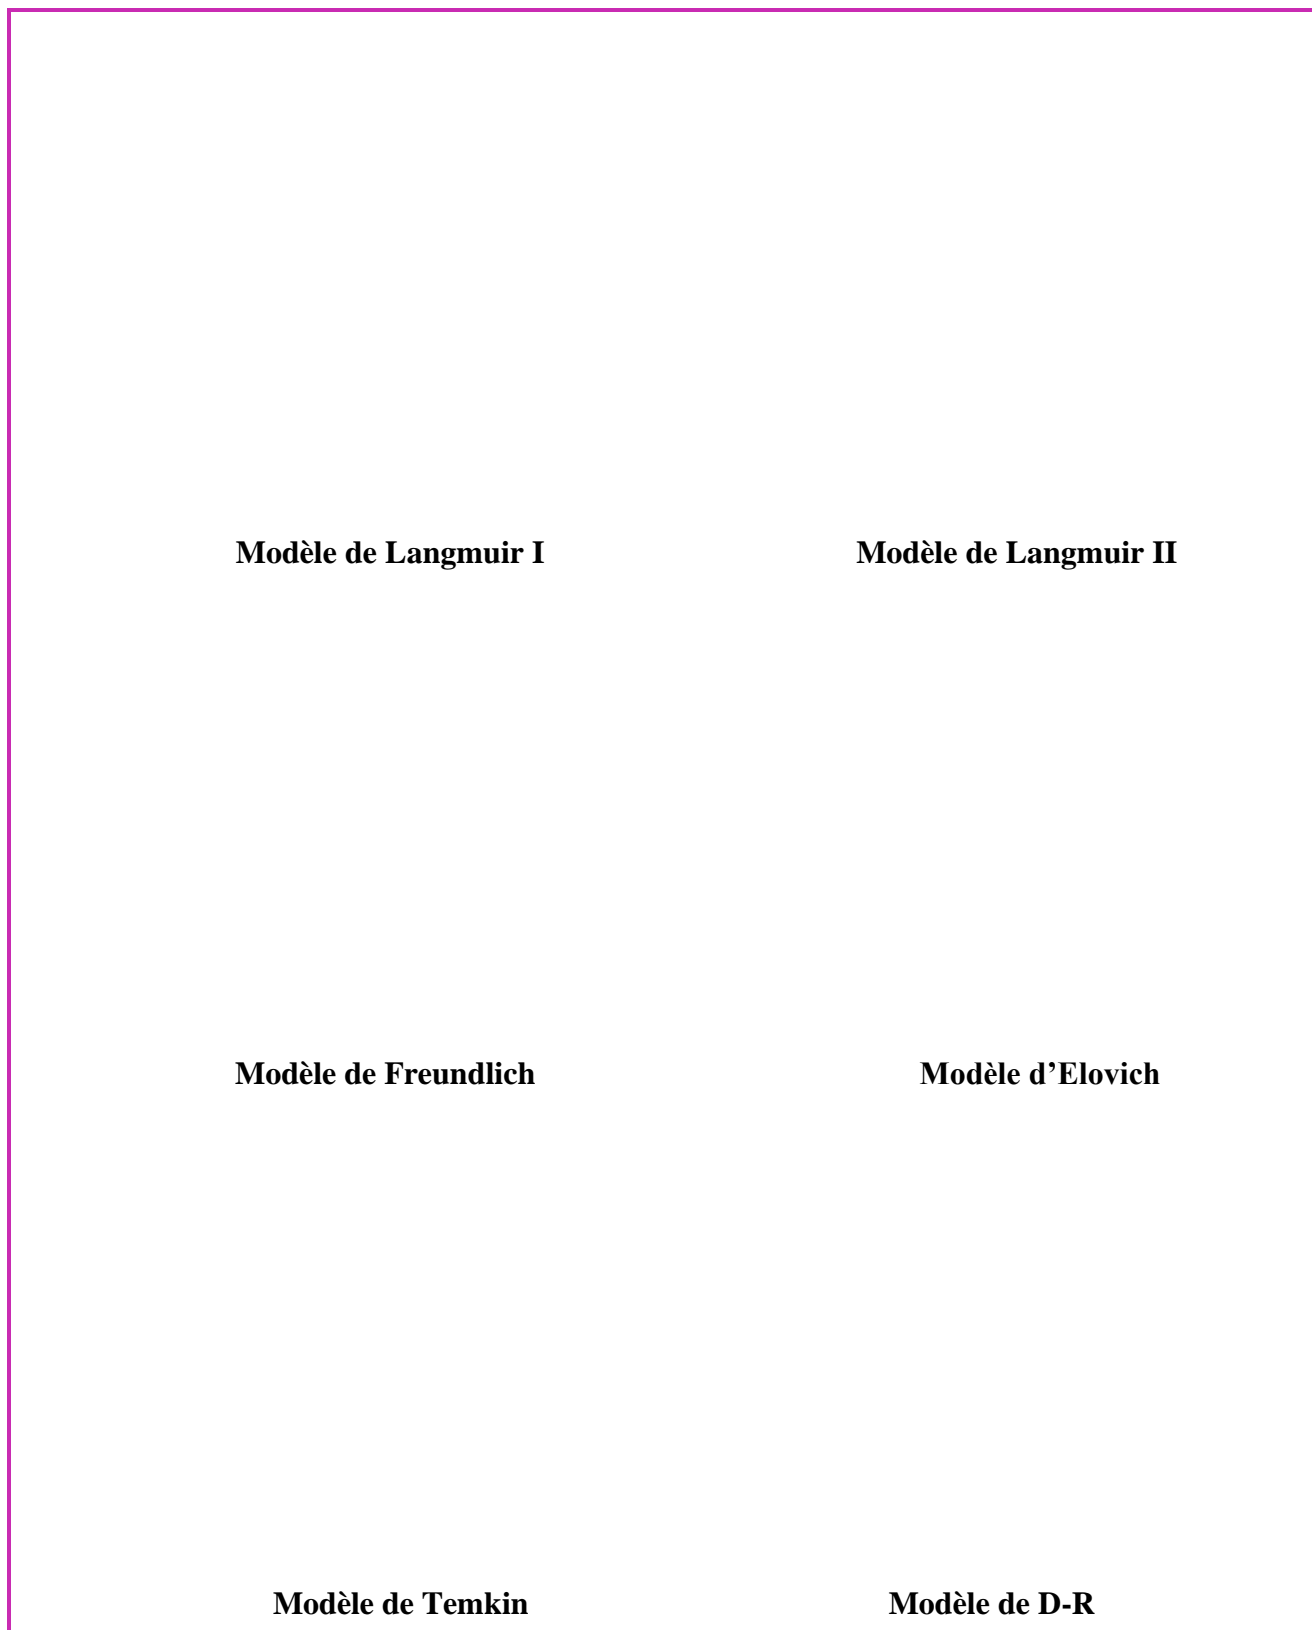 Modèle de Langmuir I Modèle de Langmuir II
Modèle de Freundlich Modèle d’Elovich
Modèle de Temkin Modèle de D-R